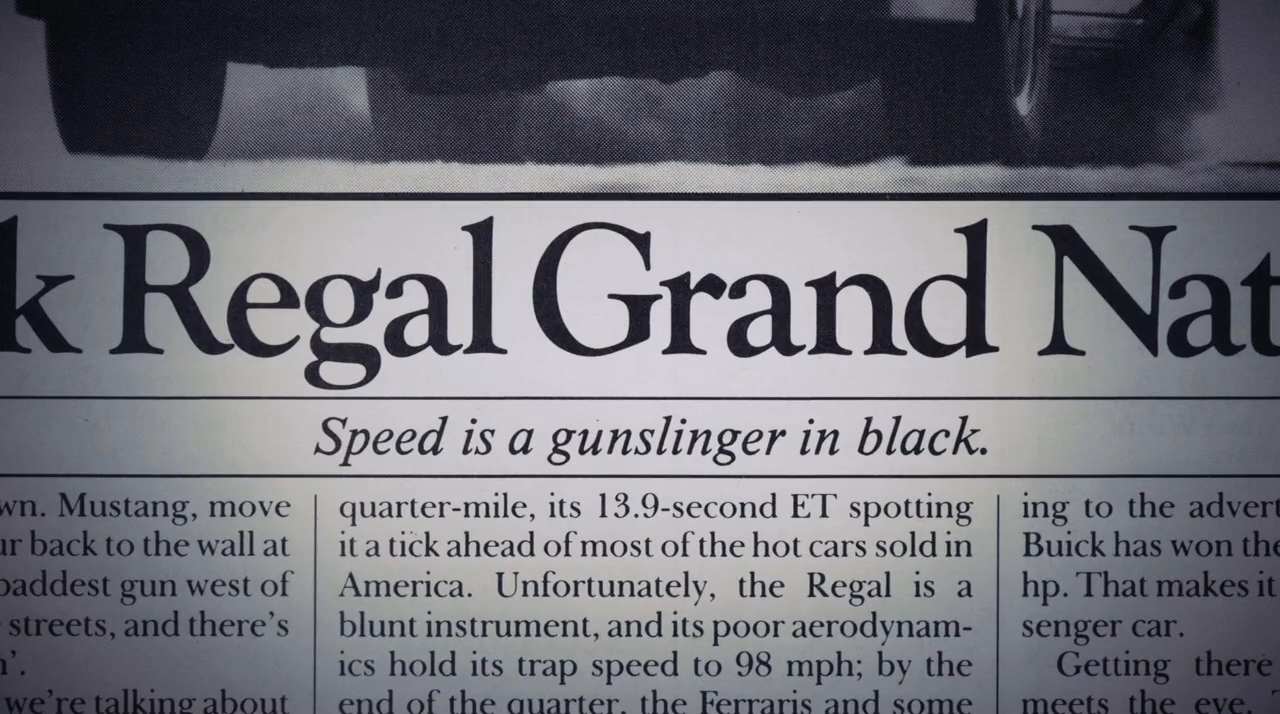 k Regal Grand Nat
Speed is a gunslinger in black.
wn. Mustang, move
ur back to the wall at
baddest gun west of
streets, and there's
n'.
we're talking about
quarter-mile, its 13.9-second ET spotting
it a tick ahead of most of the hot cars sold in
America. Unfortunately, the Regal is a
blunt instrument, and its poor aerodynam-
ics hold its trap speed to 98 mph; by the
end of the quarter, the Ferraris and some
ing to the advert
Buick has won the
hp. That makes it
senger car.
Getting there
meets the eye.